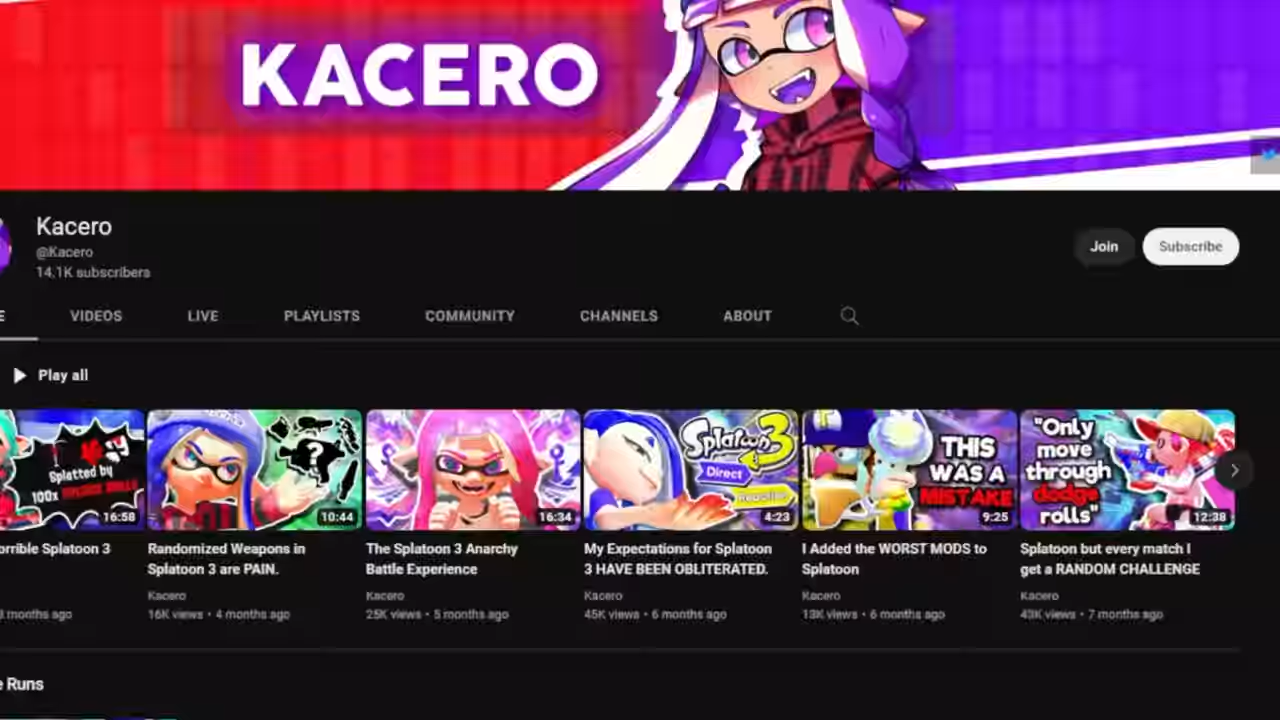 KACERO
Kacero
@Kacero
14.1K subscribers
Join
Subscribe
E
VIDEOS
LIVE
PLAYLISTS
COMMUNITY
CHANNELS
ABOUT
Play all
Splatted by
100x
16:58
?
10:44
16:34
Splatoon 3
Direct
4:23
THIS
WAS A
MISTAKE
9:25
"Only
move
through
dodge
rolls"
12:38
orrible Splatoon 3
months ago
Randomized Weapons in
Splatoon 3 are PAIN.
Kacero
16K views • 4 months ago
The Splatoon 3 Anarchy
Battle Experience
Kacero
25K views • 5 months ago
My Expectations for Splatoon
3 HAVE BEEN OBLITERATED.
Kacero
45K views • 6 months ago
I Added the WORST MODS to
Splatoon
Kacero
13K views • 6 months ago
Splatoon but every match I
get a RANDOM CHALLENGE
Kacero
43K views • 7 months ago
e Runs